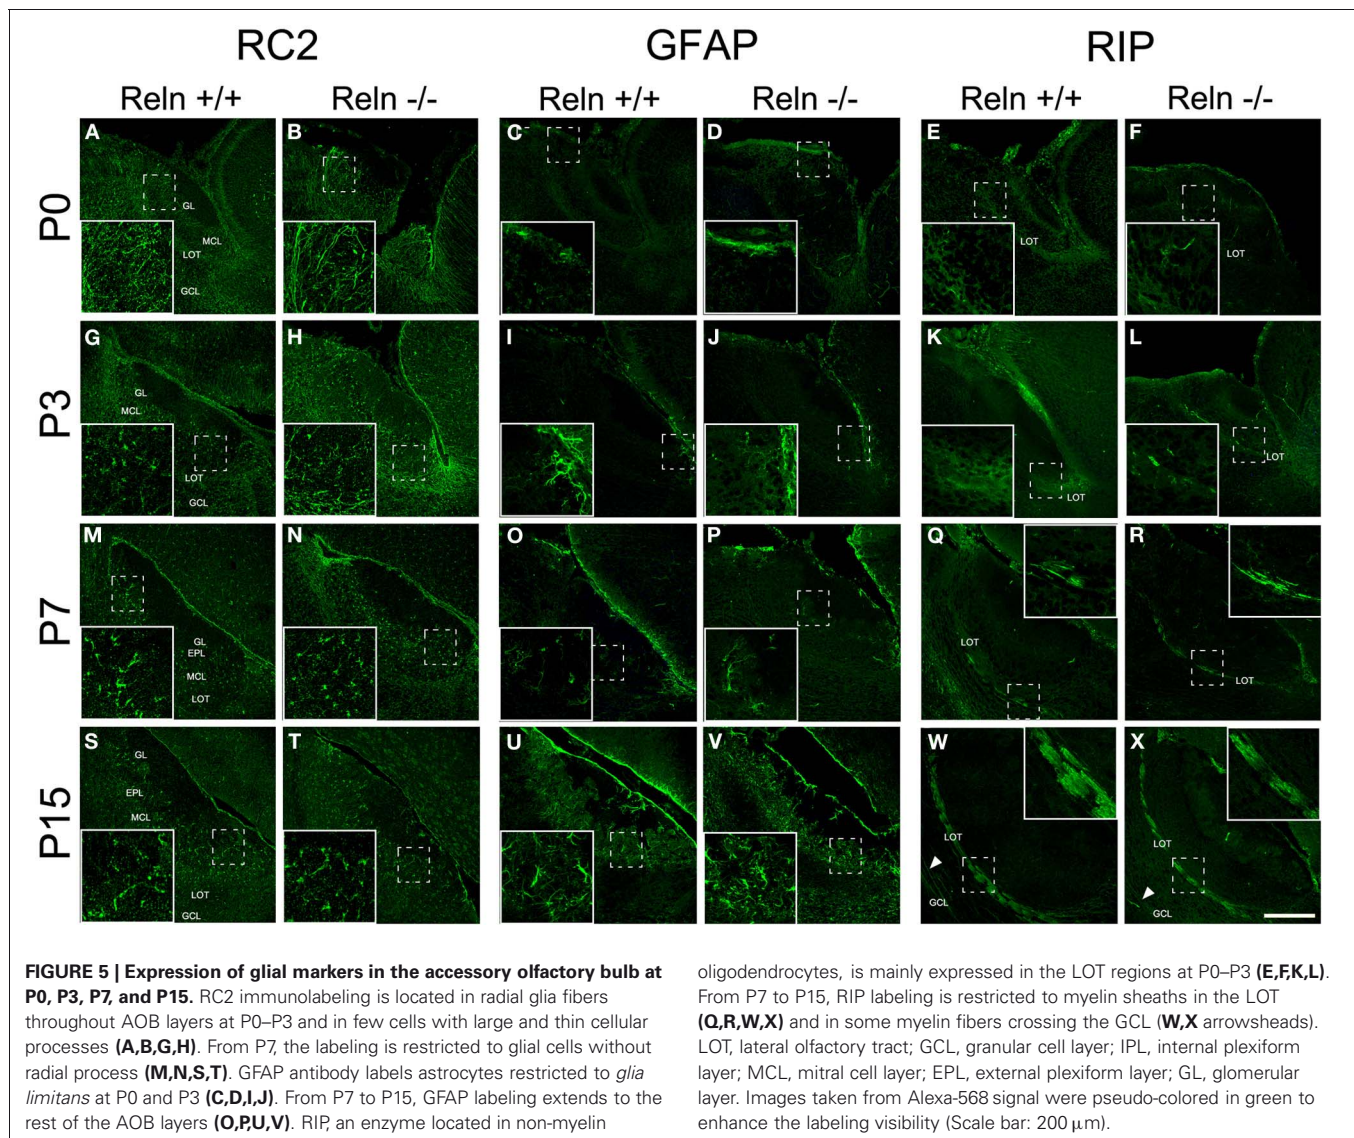 RC2 GFAP RIP
Reln +/+ Reln -/- Reln +/+ Reln -/- Reln +/+ Reln -/-
P0
A
GL
MCL
LOT
GCL
B
C
D
E
LOT
F
LOT
P3
G
GL
MCL
LOT
GCL
H
I
J
K
LOT
L
LOT
P7
M
GL
EPL
MCL
LOT
N
O
P
Q
LOT
R
LOT
P15
S
GL
EPL
MCL
LOT
GCL
T
U
V
W
LOT
GCL
X
LOT
GCL
FIGURE 5 | Expression of glial markers in the accessory olfactory bulb at
P0, P3, P7, and P15. RC2 immunolabeling is located in radial glia fibers
throughout AOB layers at P0–P3 and in few cells with large and thin cellular
processes (A,B,G,H). From P7, the labeling is restricted to glial cells without
radial process (M,N,S,T). GFAP antibody labels astrocytes restricted to glia
limitans at P0 and P3 (C,D,I,J). From P7 to P15, GFAP labeling extends to the
rest of the AOB layers (O,P,U,V). RIP, an enzyme located in non-myelin
oligodendrocytes, is mainly expressed in the LOT regions at P0–P3 (E,F,K,L).
From P7 to P15, RIP labeling is restricted to myelin sheaths in the LOT
(Q,R,W,X) and in some myelin fibers crossing the GCL (W,X arrowsheads).
LOT, lateral olfactory tract; GCL, granular cell layer; IPL, internal plexiform
layer; MCL, mitral cell layer; EPL, external plexiform layer; GL, glomerular
layer. Images taken from Alexa-568 signal were pseudo-colored in green to
enhance the labeling visibility (Scale bar: 200 μm).